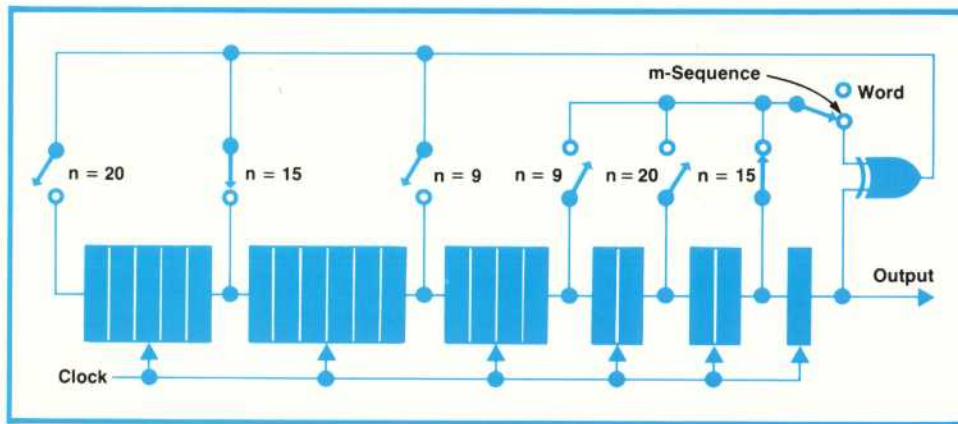 m-Sequence
Word
n = 20
n = 15
n = 9
n = 9
n = 20
n = 15
Output
Clock